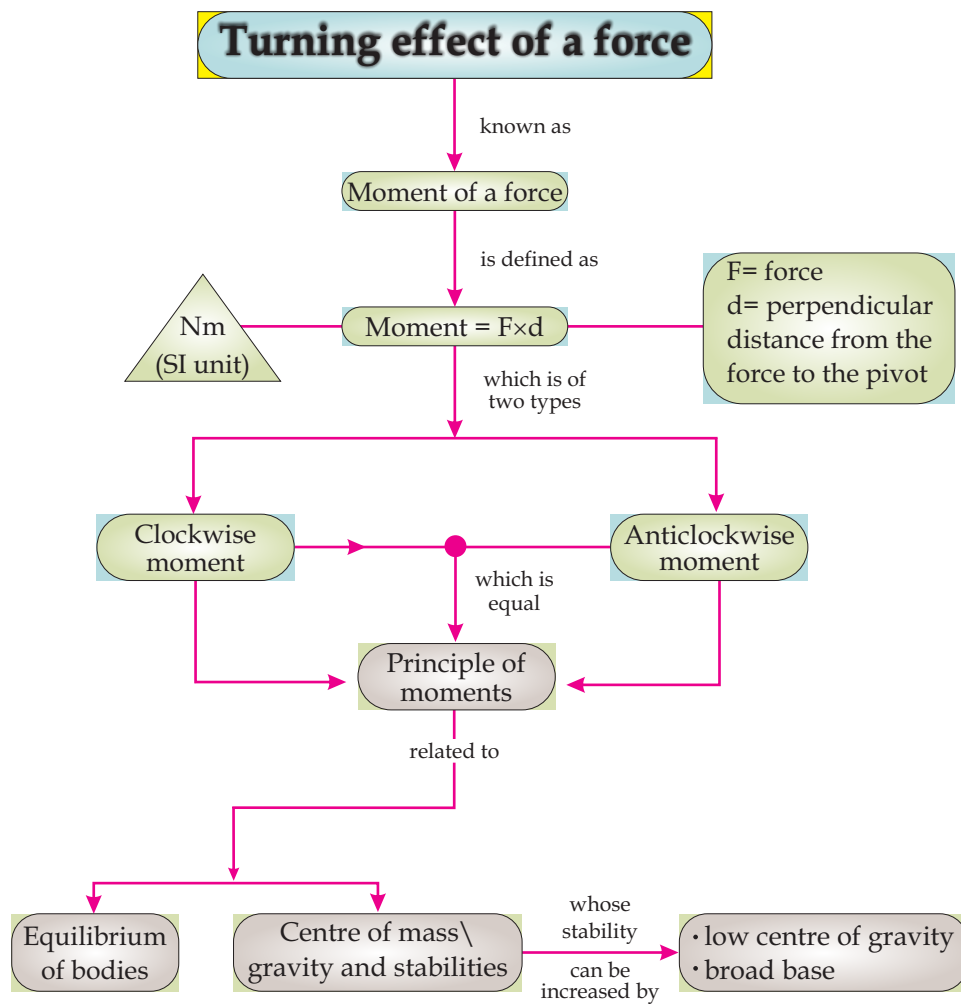 Turning effect of a force
known as
Moment of a force
is defined as
Nm
(SI unit)
Moment = F×d
F= force
d= perpendicular
distance from the
force to the pivot
which is of
two types
Clockwise
moment
Anticlockwise
moment
which is
equal
Principle of
moments
related to
Equilibrium
of bodies
Centre of mass\
gravity and stabilities
whose
stability
can be
increased by
· low centre of gravity
· broad base